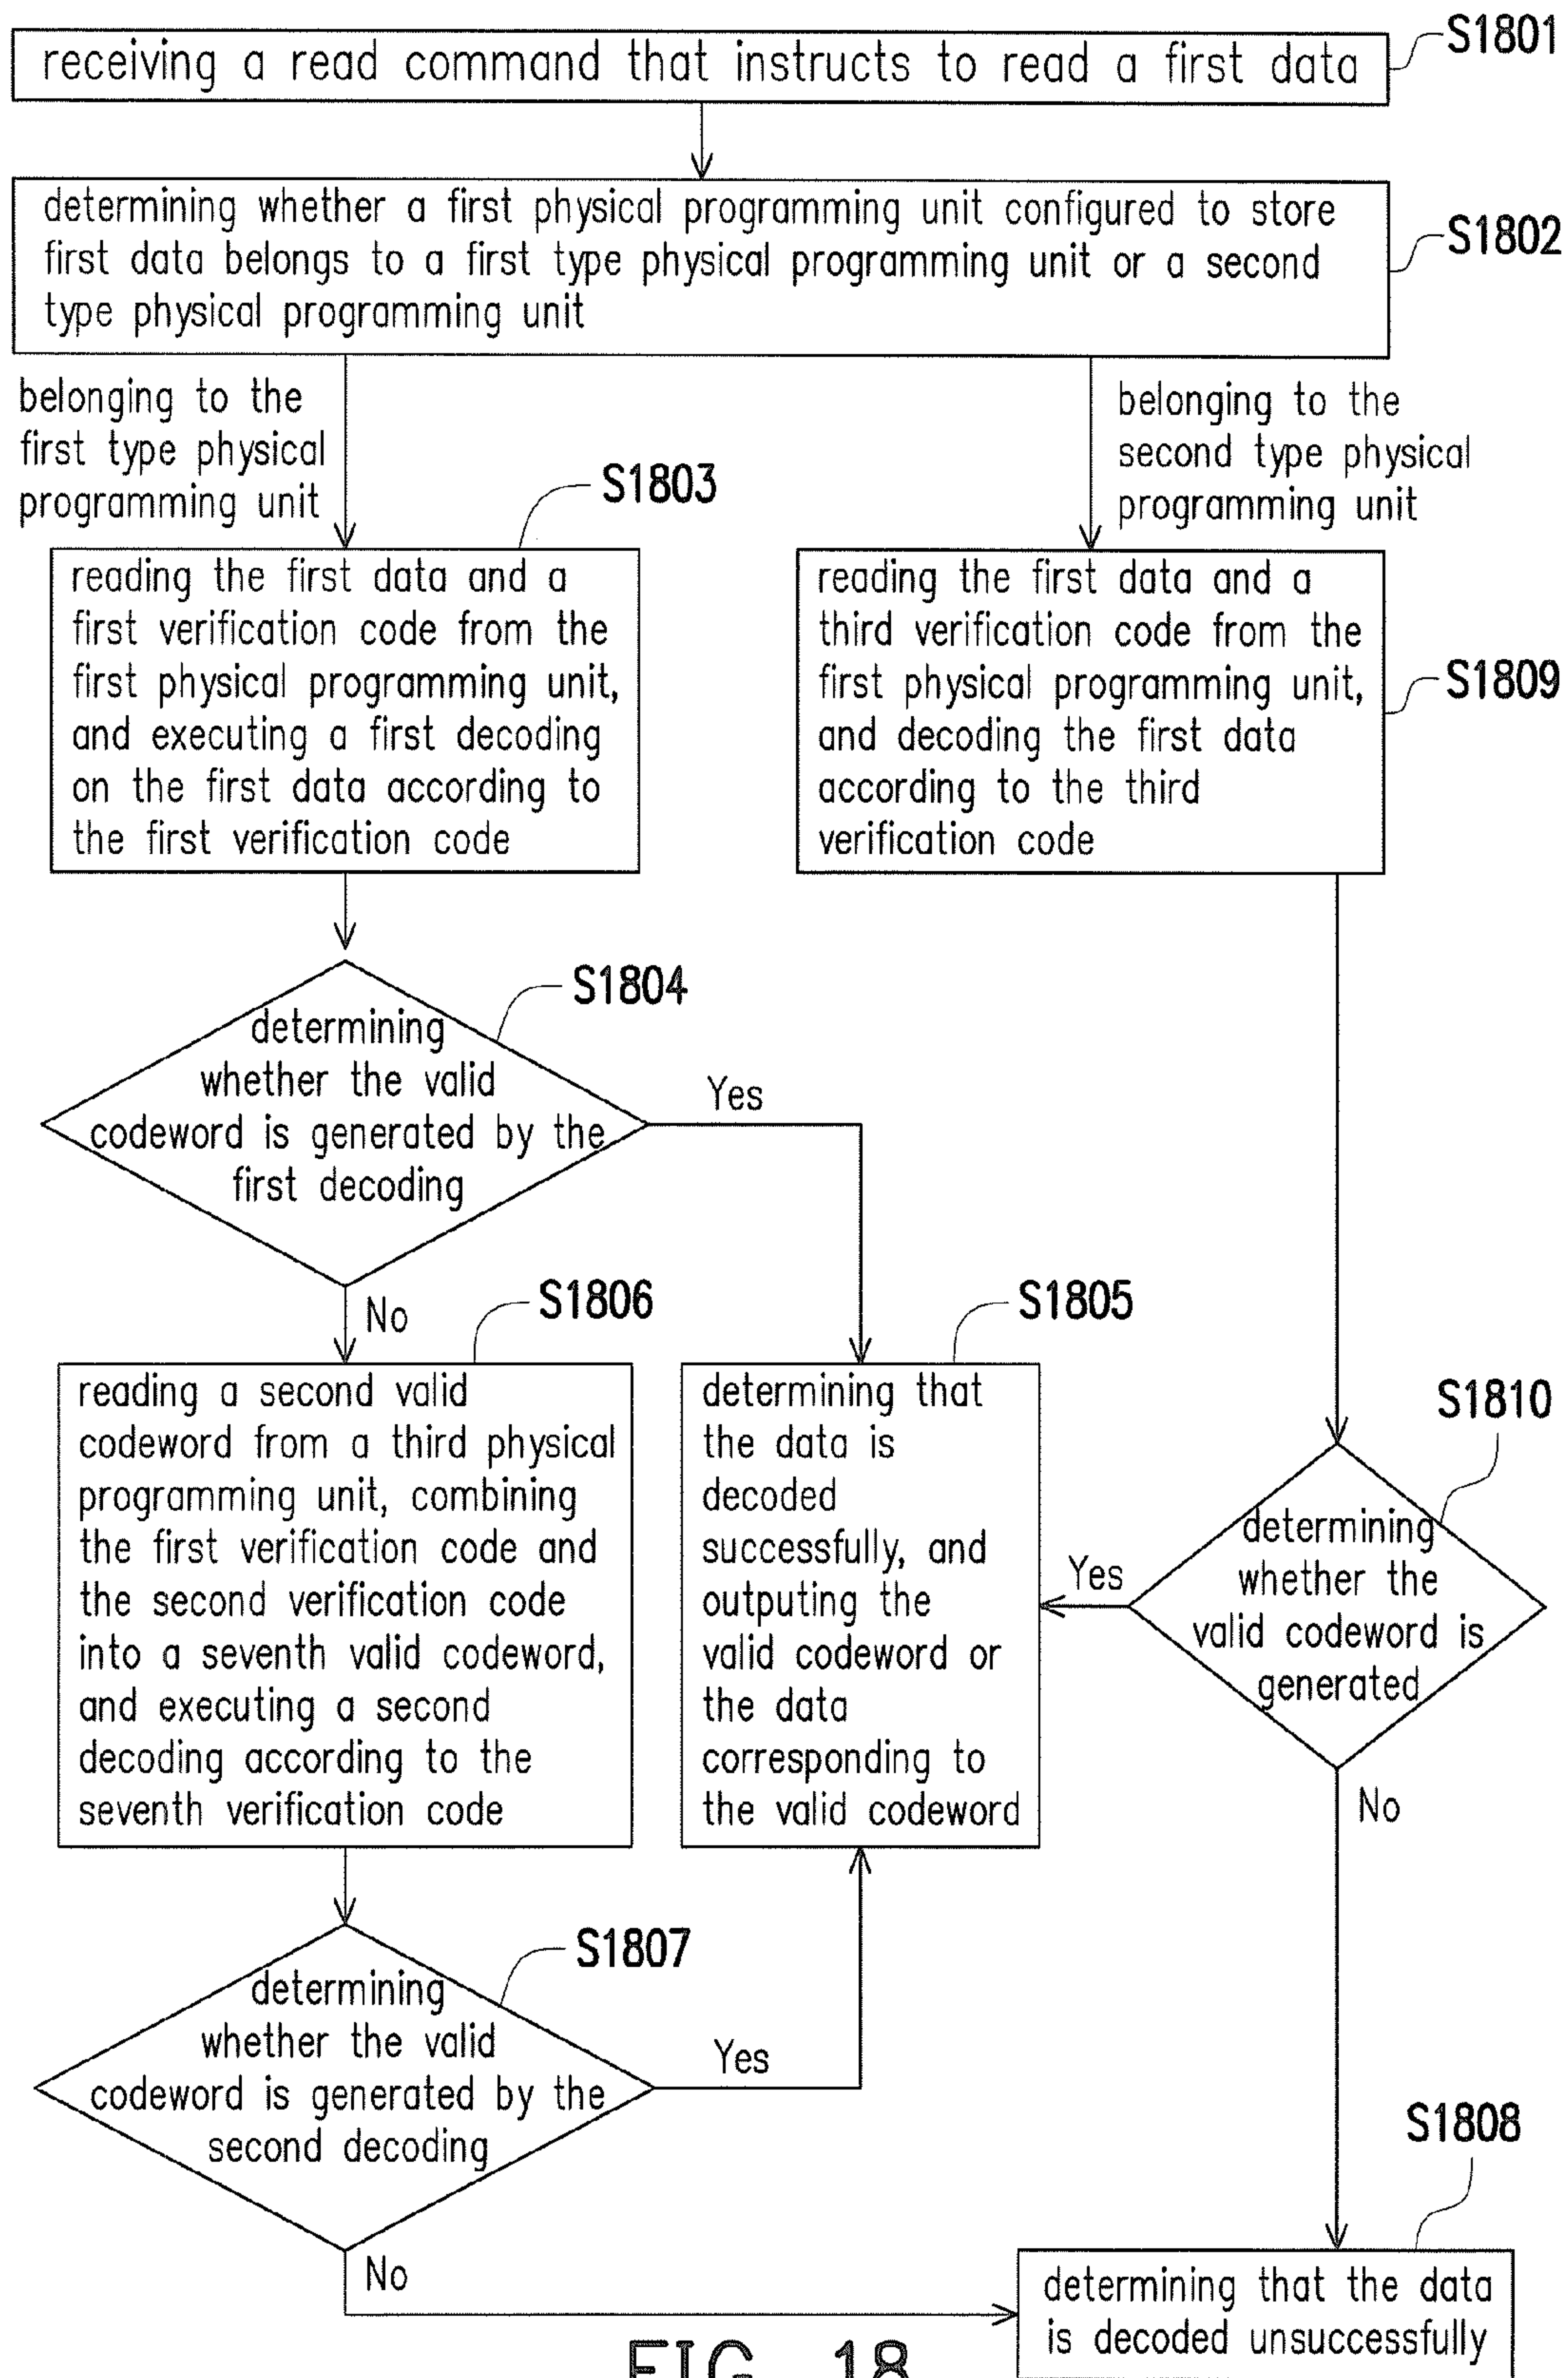 S1801
receiving a read command that instructs to read a first data
S1802
determining whether a first physical programming unit configured to store
first data belongs to a first type physical programming unit or a second
type physical programming unit
belonging to the
first type physical
programming unit
belonging to the
second type physical
programming unit
S1803
reading the first data and a
first verification code from the
first physical programming unit,
and executing a first decoding
on the first data according to
the first verification code
reading the first data and a
third verification code from the
first physical programming unit,
and decoding the first data
according to the third
verification code
S1809
S1804
determining
whether the valid
codeword is generated by the
first decoding
Yes
No
S1806
reading a second valid
codeword from a third physical
programming unit, combining
the first verification code and
the second verification code
into a seventh valid codeword,
and executing a second
decoding according to the
seventh verification code
S1805
determining that
the data is
decoded
successfully, and
outputing the
valid codeword or
the data
corresponding to
the valid codeword
S1810
determining
whether the
valid codeword is
generated
Yes
No
S1807
determining
whether the valid
codeword is generated by the
second decoding
Yes
No
S1808
determining that the data
is decoded unsuccessfully
FIG. 18